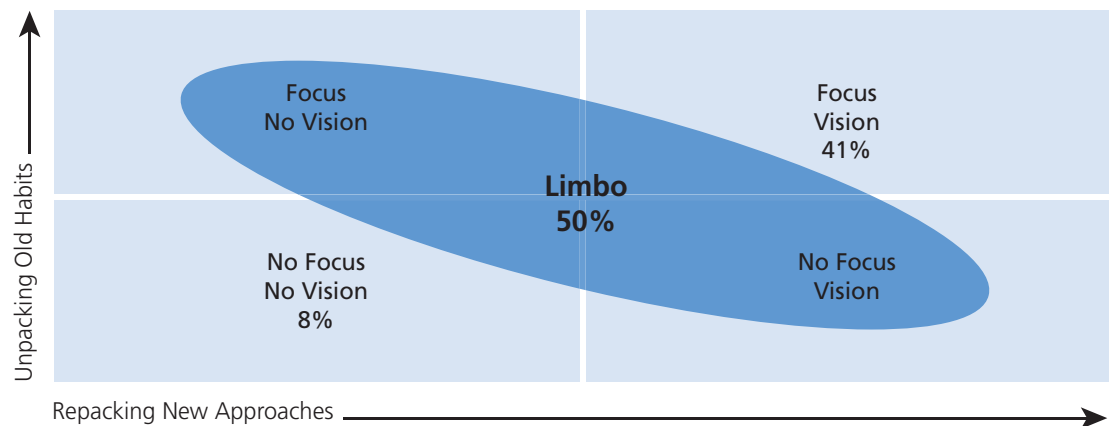 Unpacking Old Habits
Focus
No Vision
Focus
Vision
41%
Limbo
50%
No Focus
No Vision
8%
No Focus
Vision
Repacking New Approaches